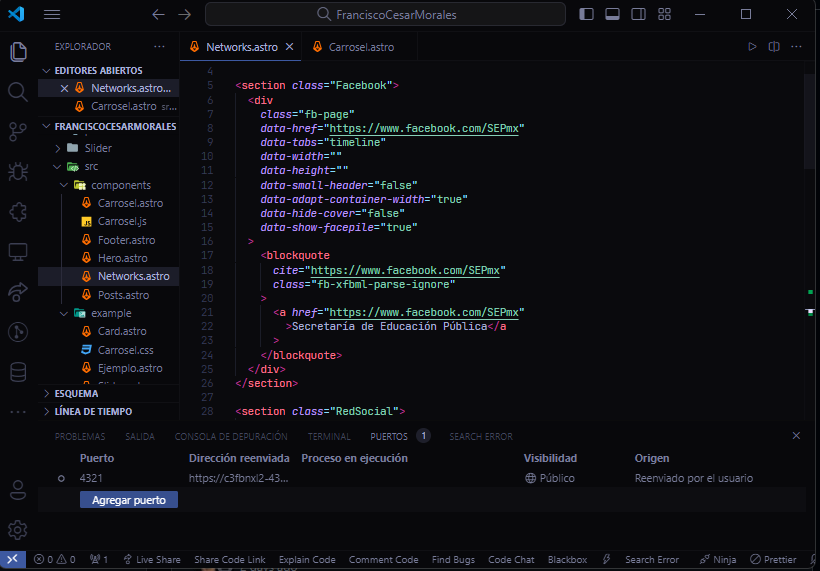 FranciscoCesarMorales
EXPLORADOR
Networks.astro
Carrosel.astro
EDITORES ABIERTOS
Networks.astro...
Carrosel.astro sr...
FRANCISCOCESARMORALES
Slider
src
components
Carrosel.astro
Carrosel.js
Footer.astro
Hero.astro
Networks.astro
Posts.astro
example
Card.astro
Carrosel.css
Ejemplo.astro
ESQUEMA
LÍNEA DE TIEMPO
4
5 <section class="Facebook">
6 <div
7 class="fb-page"
8 data-href="https://www.facebook.com/SEPmx"
9 data-tabs="timeline"
10 data-width=""
11 data-height=""
12 data-small-header="false"
13 data-adapt-container-width="true"
14 data-hide-cover="false"
15 data-show-facepile="true"
16 >
17 <blockquote
18 cite="https://www.facebook.com/SEPmx"
19 class="fb-xfbml-parse-ignore"
20 >
21 <a href="https://www.facebook.com/SEPmx"
22 >Secretaría de Educación Pública</a
23 >
24 </blockquote>
25 </div>
26 </section>
27
28 <section class="RedSocial">
PROBLEMAS SALIDA CONSOLA DE DEPURACIÓN TERMINAL PUERTOS 1 SEARCH ERROR
Puerto Dirección reenviada Proceso en ejecución Visibilidad Origen
4321 https://c3fbnxl2-43... Público Reenviado por el usuario
Agregar puerto
0 0 1 Live Share Share Code Link Explain Code Comment Code Find Bugs Code Chat Blackbox Search Error Ninja Prettier